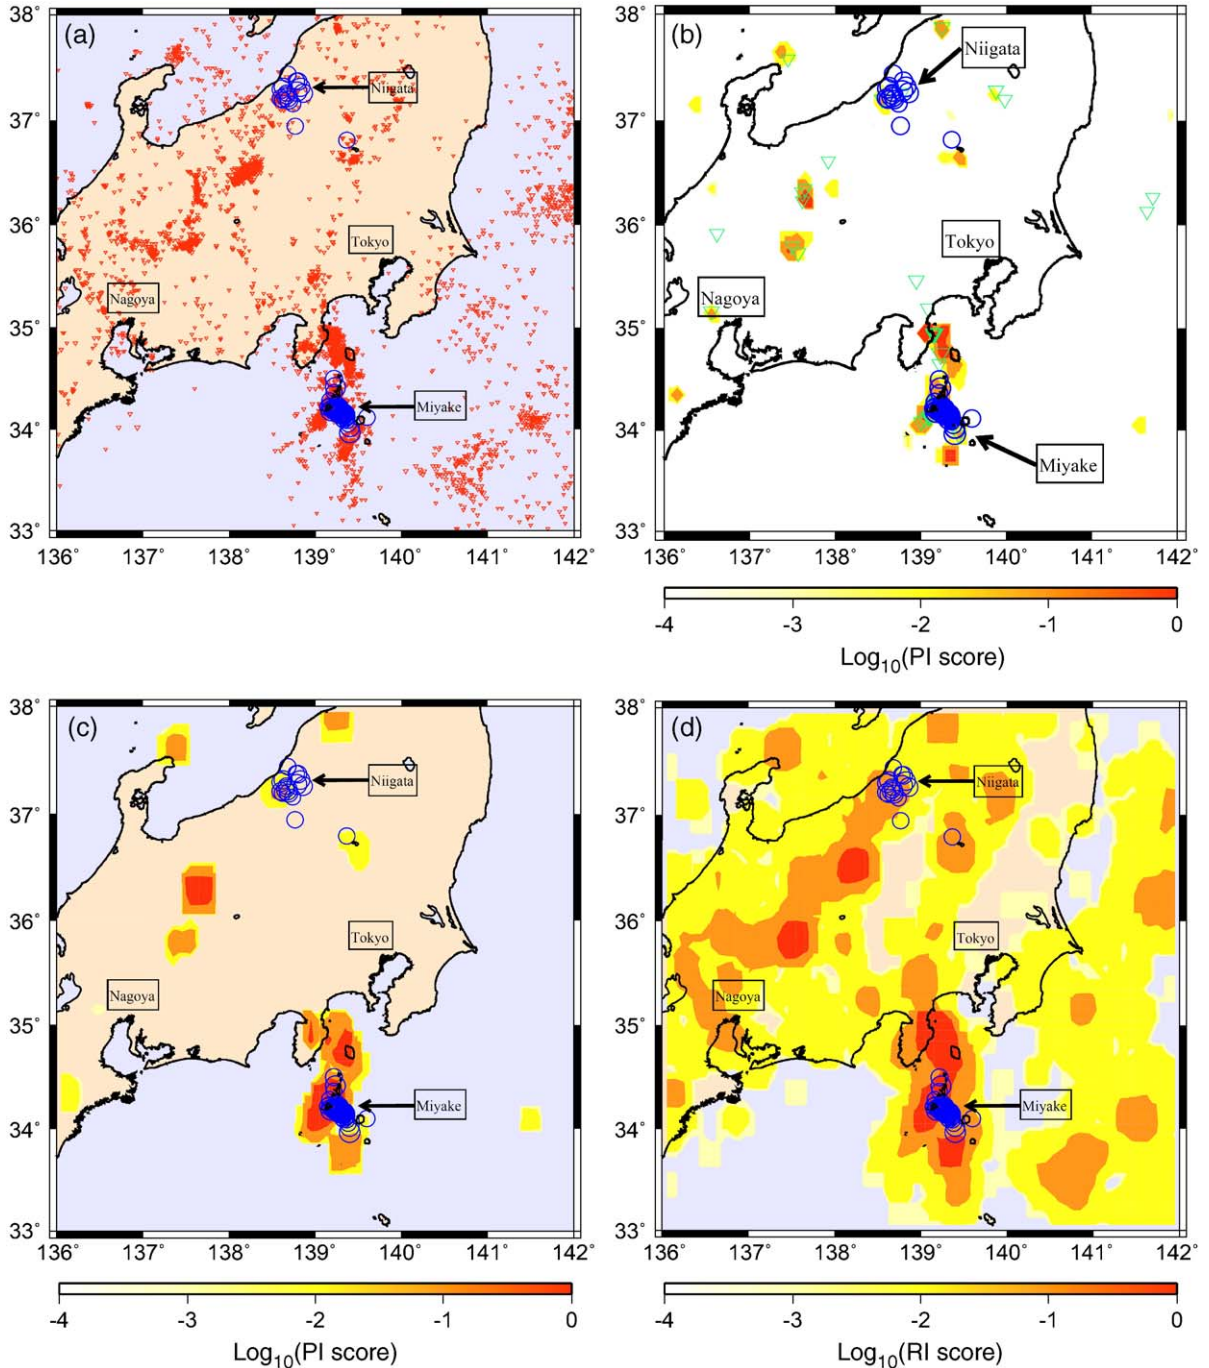 (a)
Niigata
Tokyo
Nagoya
Miyake
38°
37°
36°
35°
34°
33°
136˚ 137˚ 138˚ 139˚ 140˚ 141˚ 142˚
(b)
Niigata
Tokyo
Nagoya
Miyake
38°
37°
36°
35°
34°
33°
136˚ 137˚ 138˚ 139˚ 140˚ 141˚ 142˚
-4 -3 -2 -1 0
Log10(PI score)
(c)
Niigata
Tokyo
Nagoya
Miyake
38°
37°
36°
35°
34°
33°
136˚ 137˚ 138˚ 139˚ 140˚ 141˚ 142˚
-4 -3 -2 -1 0
Log10(PI score)
(d)
Niigata
Tokyo
Nagoya
Miyake
38°
37°
36°
35°
34°
33°
136˚ 137˚ 138˚ 139˚ 140˚ 141˚ 142˚
-4 -3 -2 -1 0
Log10(RI score)